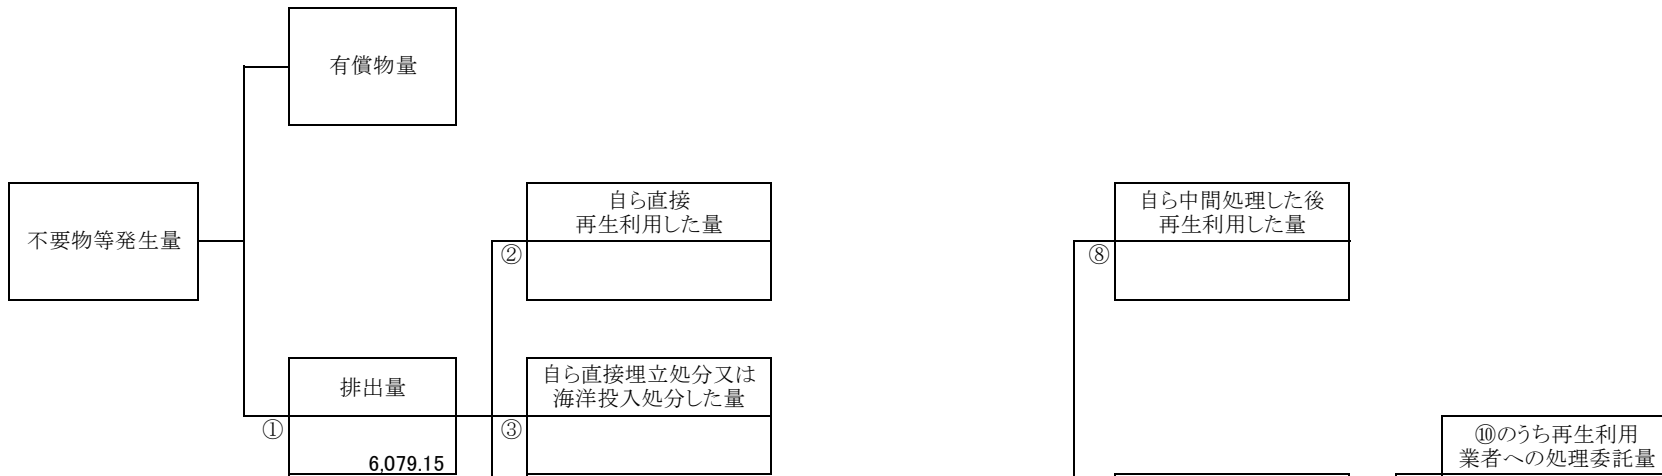 有償物量
不要物等発生量
自ら直接
再生利用した量
②
自ら中間処理した後
再生利用した量
⑧
排出量
①
6,079.15
自ら直接埋立処分又は
海洋投入処分した量
③
⑩のうち再生利用
業者への処理委託量